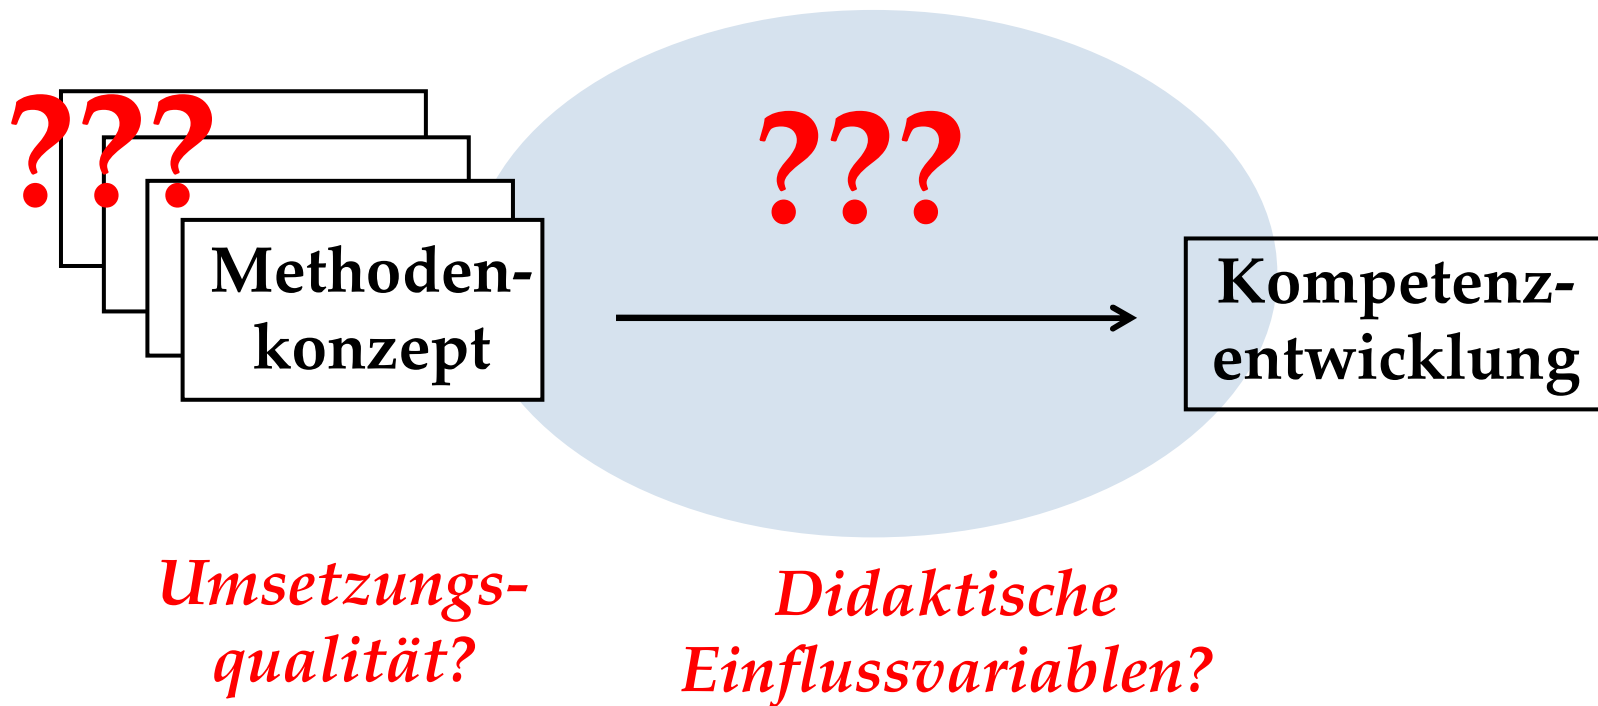 ???
???
Methoden-
konzept
Kompetenz-
entwicklung
Umsetzungs-
qualität?
Didaktische
Einflussvariablen?